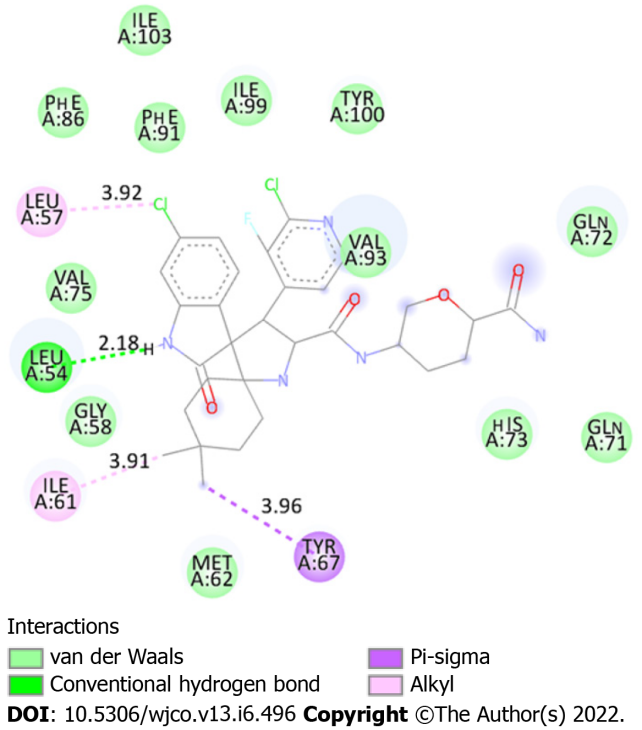 ILE
A:103
PHE
A:86
PHE
A:91
ILE
A:99
TYR
A:100
LEU
A:57
3.92
Cl
Cl
F
N
VAL
A:93
GLN
A:72
VAL
A:75
O
O
O
LEU
A:54
2.18
H
N
N
N
N
O
GLY
A:58
HIS
A:73
GLN
A:71
3.91
ILE
A:61
3.96
MET
A:62
TYR
A:67
Interactions
van der Waals
Pi-sigma
Conventional hydrogen bond
Alkyl
DOI: 10.5306/wjco.v13.i6.496 Copyright ©The Author(s) 2022.